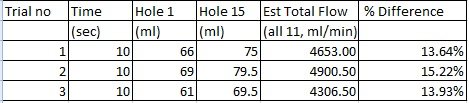 Trial no Time Hole 1 Hole 15 Est Total Flow % Difference
(sec) (ml) (ml) (all 11, ml/min)
1 10 66 75 4653.00 13.64%
2 10 69 79.5 4900.50 15.22%
3 10 61 69.5 4306.50 13.93%